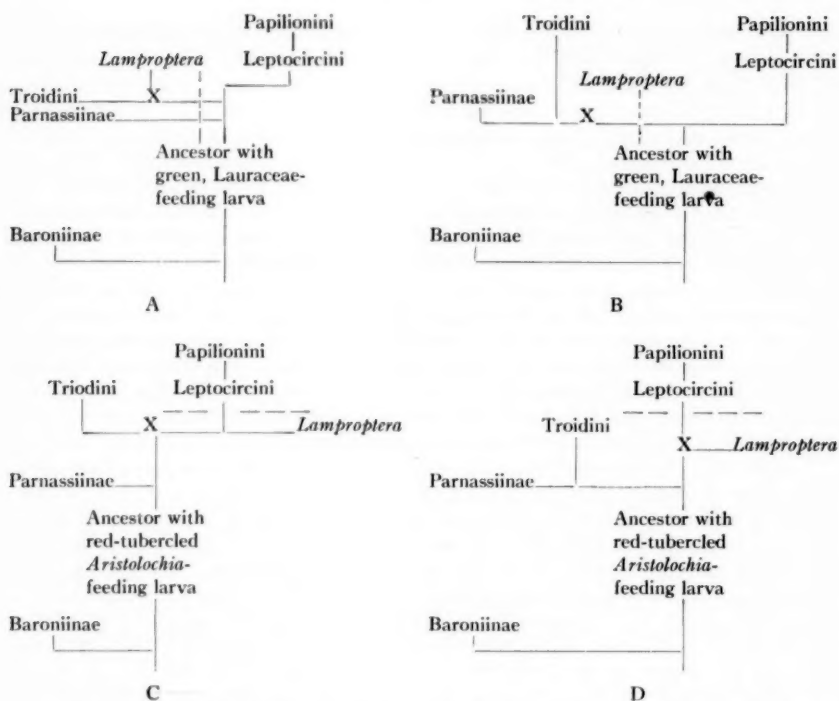 Papilionini
Lamproptera
Leptocircini
Troidini
X
Parnassiinae
Ancestor with
green, Lauraceae-
feeding larva
Baroniinae
A
Troidini
Papilionini
Leptocircini
Lamproptera
Parnassiinae
X
Ancestor with
green, Lauraceae-
feeding larva
Baroniinae
B
Papilionini
Triodini
Leptocircini
X
Lamproptera
Parnassiinae
Ancestor with
red-tubercled
Aristolochia-
feeding larva
Baroniinae
C
Papilionini
Leptocircini
Troidini
X
Lamproptera
Parnassiinae
Ancestor with
red-tubercled
Aristolochia-
feeding larva
Baroniinae
D